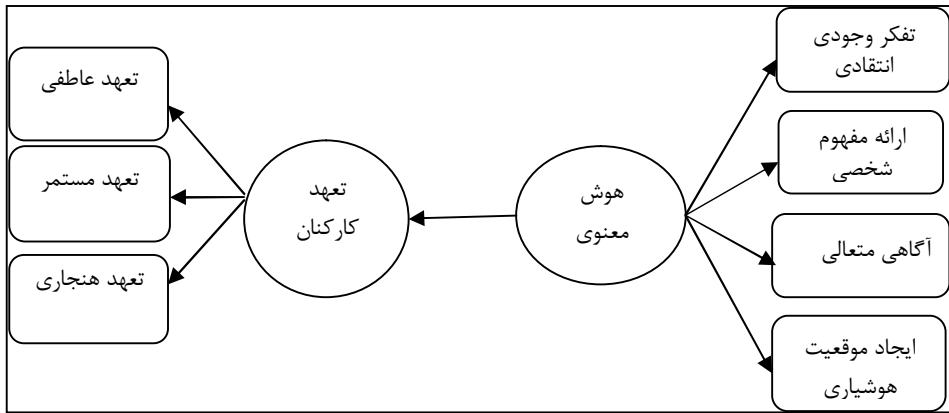 تفکر وجودی
انتقادی
ارائه مفهوم
شخصی
آگاهی متعالی
ایجاد موقعیت
هوشیاری
هوش
معنوی
تعهد
کارکنان
تعهد عاطفی
تعهد مستمر
تعهد هنجاری